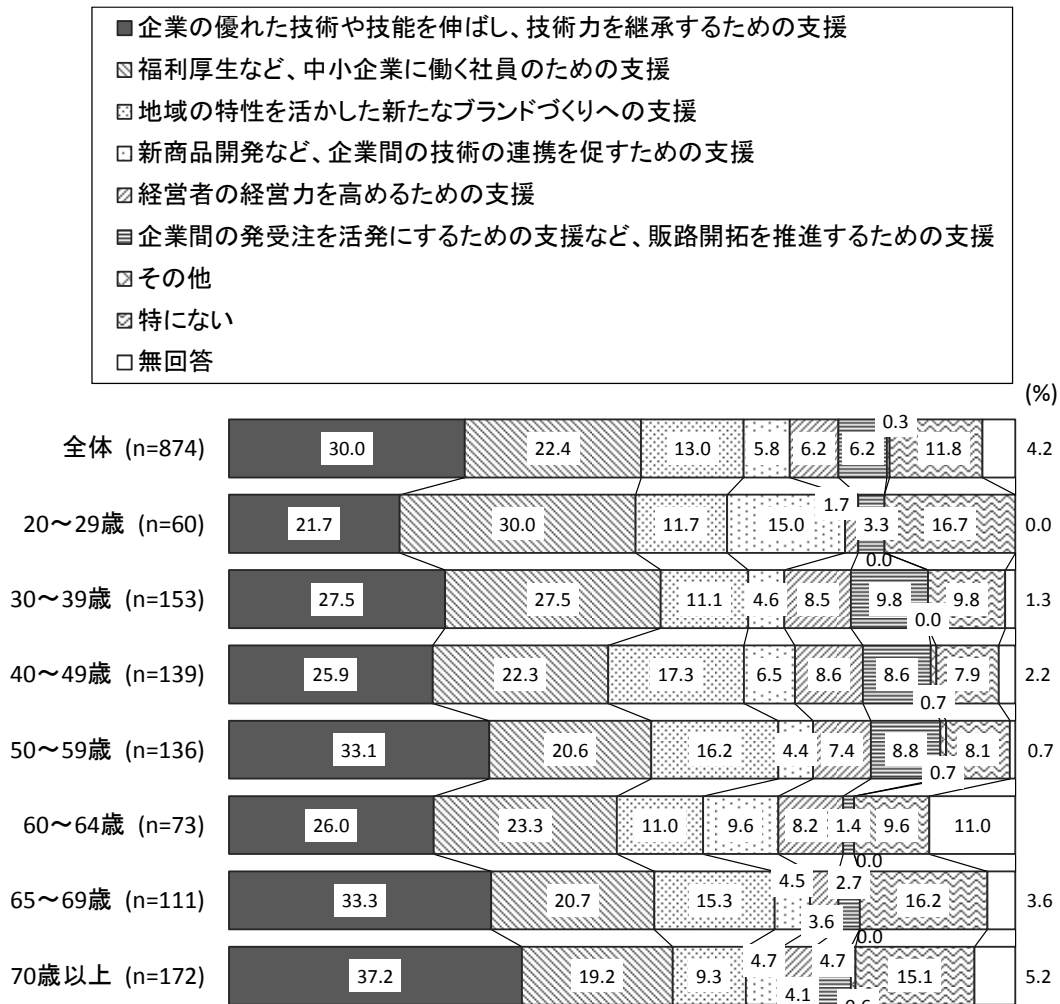 企業の優れた技術や技能を伸ばし、技術力を継承するための支援
福利厚生など、中小企業に働く社員のための支援
地域の特性を活かした新たなブランドづくりへの支援
新商品開発など、企業間の技術の連携を促すための支援
経営者の経営力を高めるための支援
企業間の発受注を活発にするための支援など、販路開拓を推進するための支援
その他
特にない
無回答
(%)
全体 (n=874) 30.0 22.4 13.0 5.8 6.2 6.2 0.3 11.8 4.2
20～29歳 (n=60) 21.7 30.0 11.7 15.0 1.7 3.3 0.0 16.7 0.0
30～39歳 (n=153) 27.5 27.5 11.1 4.6 8.5 9.8 0.0 9.8 1.3
40～49歳 (n=139) 25.9 22.3 17.3 6.5 8.6 8.6 0.7 7.9 2.2
50～59歳 (n=136) 33.1 20.6 16.2 4.4 7.4 8.8 0.7 8.1 0.7
60～64歳 (n=73) 26.0 23.3 11.0 9.6 8.2 1.4 0.0 9.6 11.0
65～69歳 (n=111) 33.3 20.7 15.3 4.5 3.6 2.7 0.0 16.2 3.6
70歳以上 (n=172) 37.2 19.2 9.3 4.7 4.1 4.7 15.1 5.2